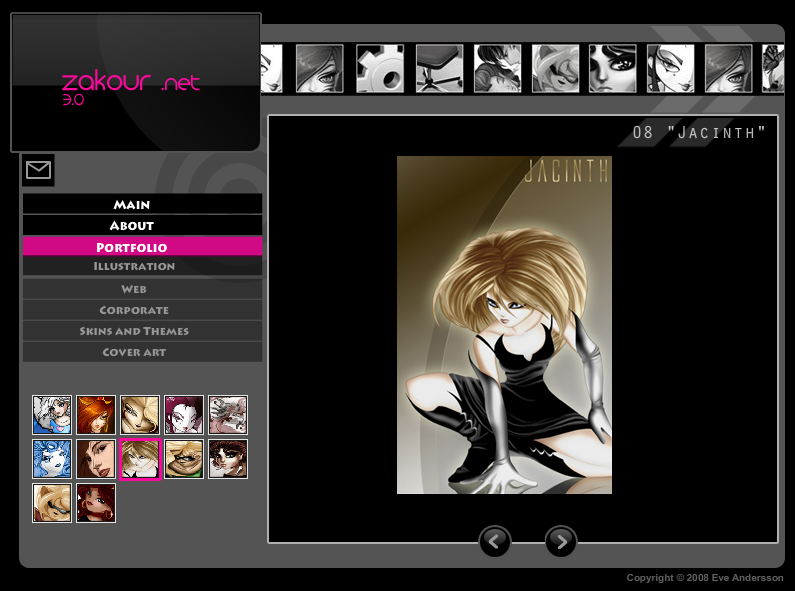 zakour .net
3.0
08 "Jacinth"
JACINTH
Main
About
Portfolio
Illustration
Web
Corporate
Skins and Themes
Cover art
Copyright © 2008 Eve Andersson